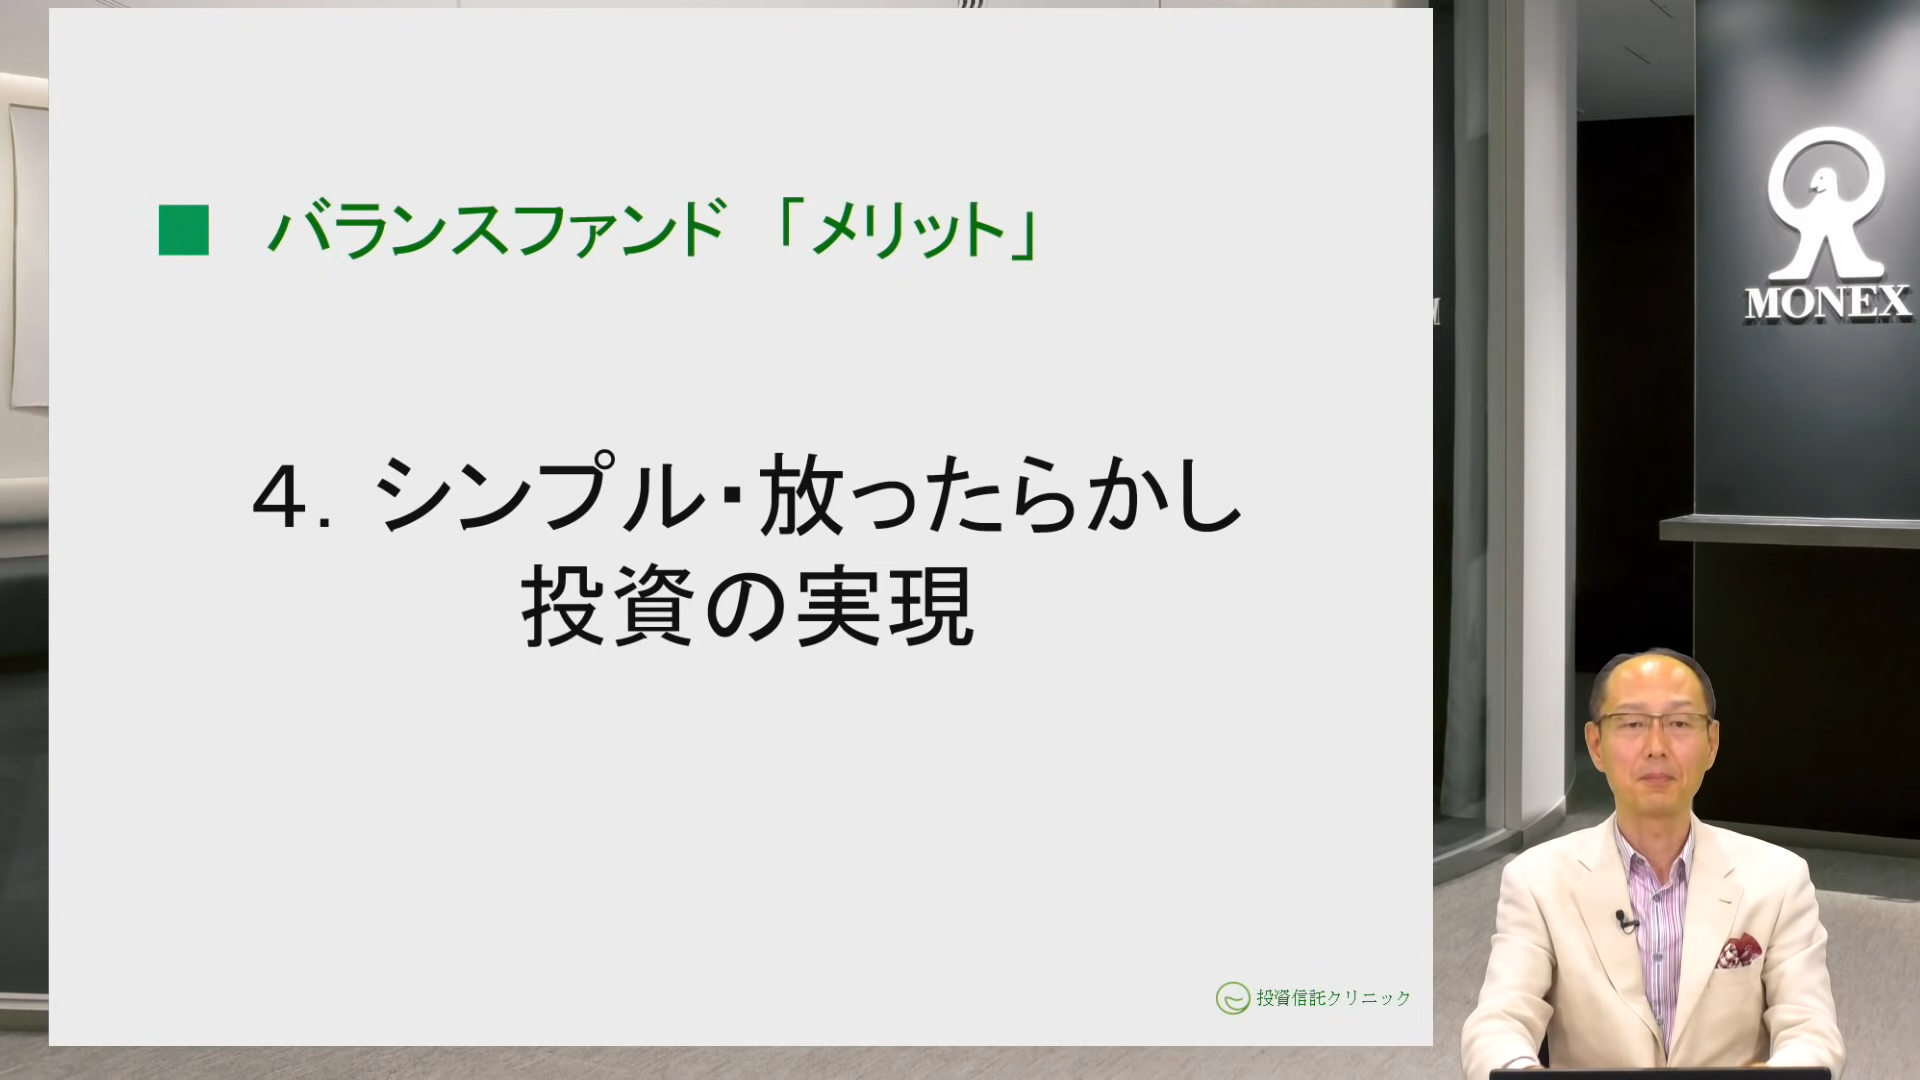 ■ バランスファンド 「メリット」
4. シンプル・放ったらかし
投資の実現
投資信託クリニック
MONEX